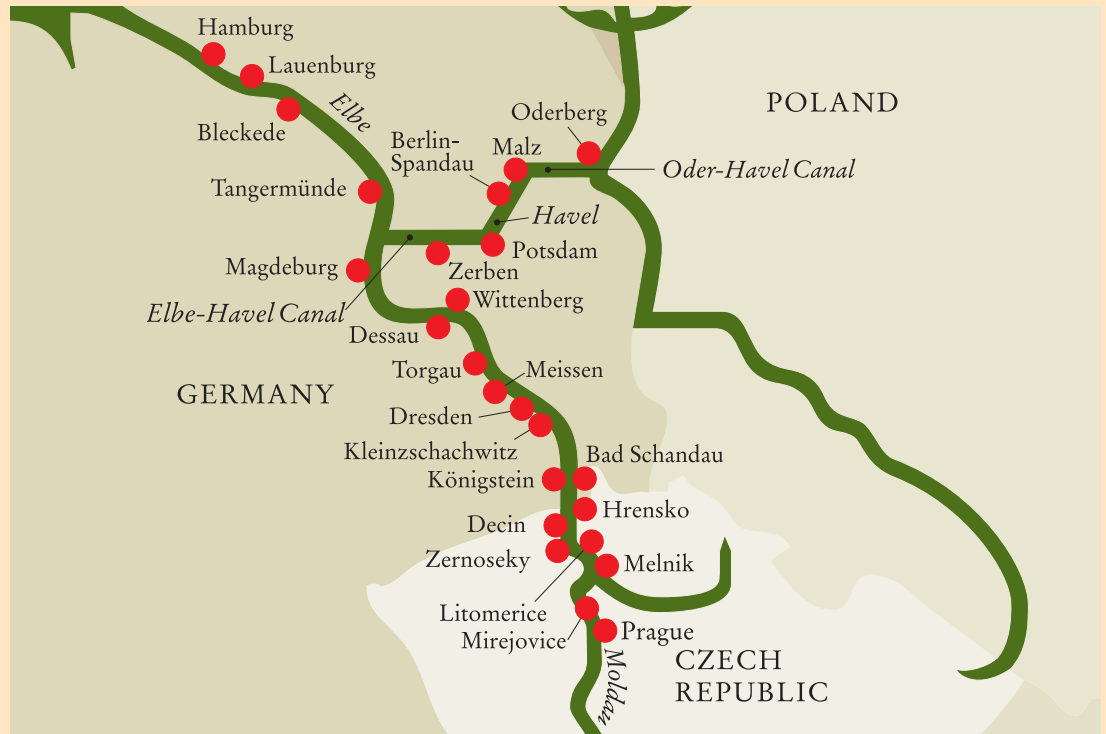 Hamburg
Lauenburg
Elbe
Bleckede
POLAND
Oderberg
Berlin-
Spandau
Malz
Oder-Havel Canal
Tangermünde
Havel
Potsdam
Magdeburg
Zerben
Wittenberg
Elbe-Havel Canal
Dessau
Torgau
Meissen
GERMANY
Dresden
Kleinzschachwitz
Bad Schandau
Königstein
Hrensko
Decin
Zernoseky
Melnik
Litomerice
Mirejovice
Prague
Moldau
CZECH
REPUBLIC